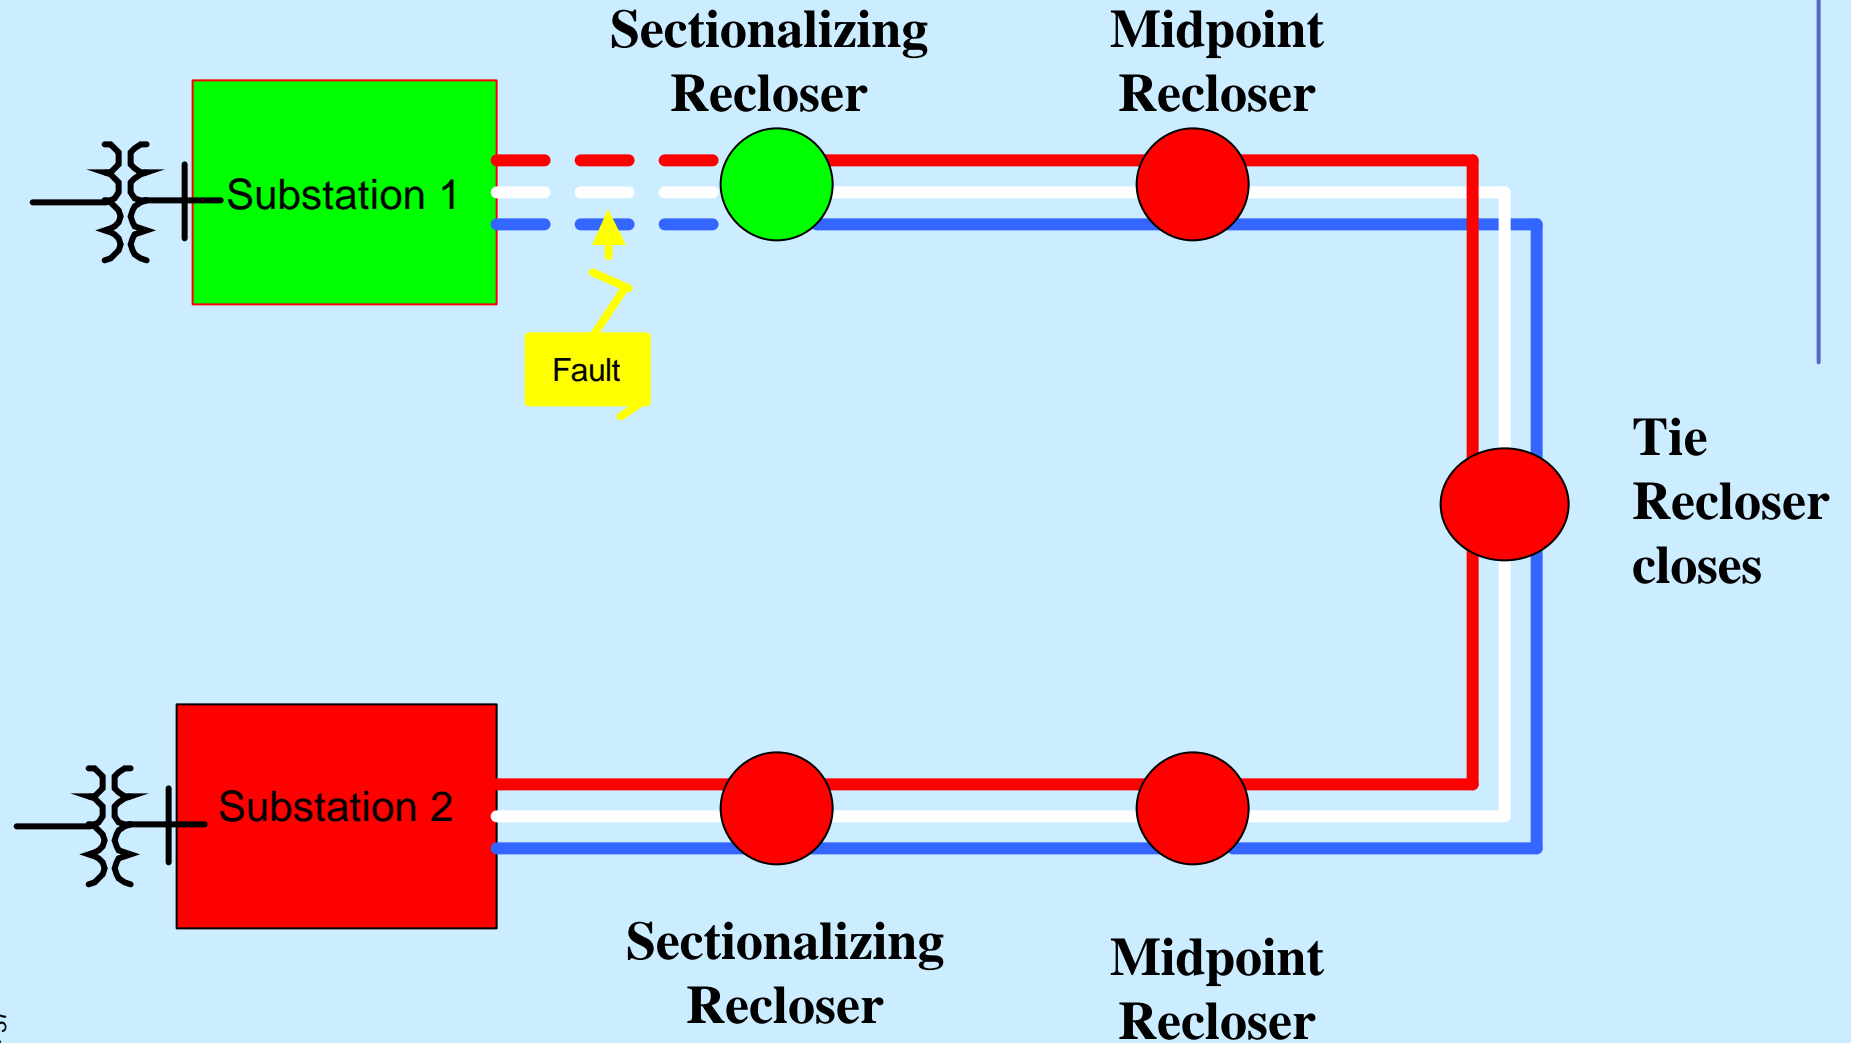 Sectionalizing
Recloser
Midpoint
Recloser
Substation 1
Fault
Tie
Recloser
closes
Substation 2
Sectionalizing
Recloser
Midpoint
Recloser